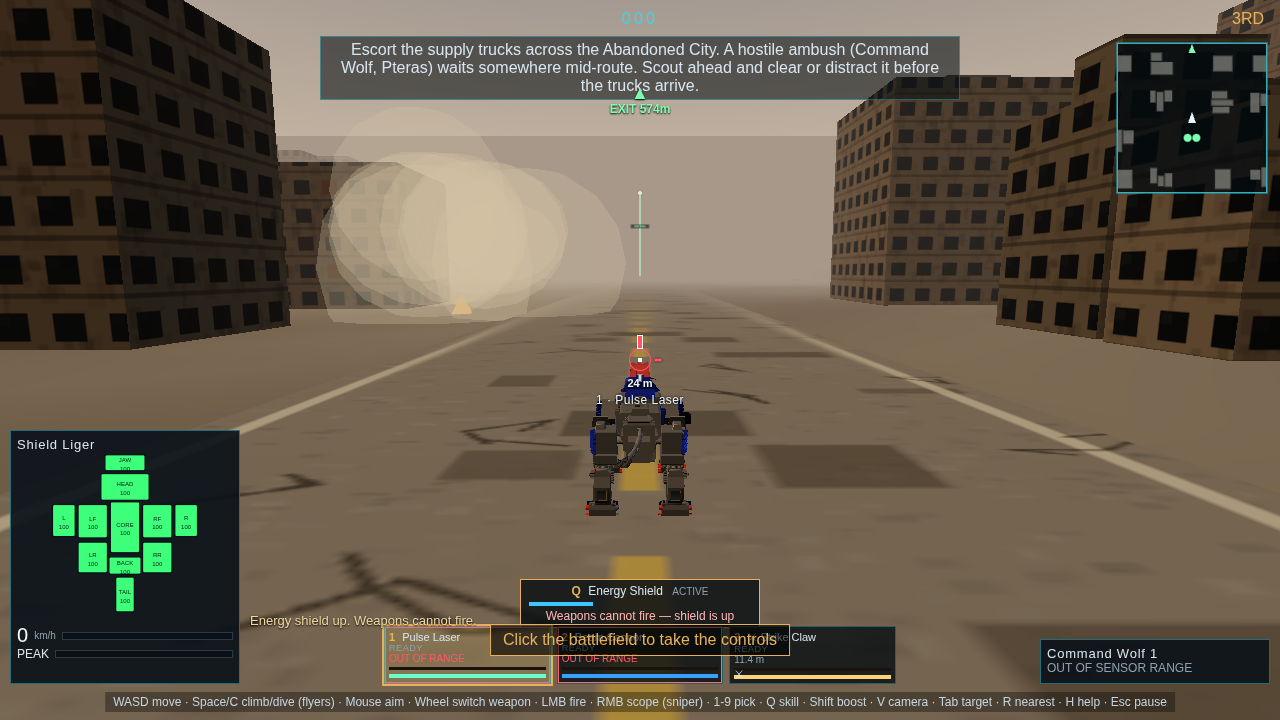 000
3RD
Escort the supply trucks across the Abandoned City. A hostile ambush (Command
Wolf, Pteras) waits somewhere mid-route. Scout ahead and clear or distract it before
the trucks arrive.
EXIT 574m
24 m
1 · Pulse Laser
Shield Liger
JAW
100
HEAD
100
L
100
LF
100
CORE
100
RF
100
R
100
LR
100
BACK
100
RR
100
TAIL
100
0 km/h
PEAK
Q Energy Shield ACTIVE
Weapons cannot fire — shield is up
Energy shield up. Weapons cannot fire.
Click the battlefield to take the controls
1 Pulse Laser
READY
OUT OF RANGE
OUT OF RANGE
Claw
READY
11.4 m
Command Wolf 1
OUT OF SENSOR RANGE
WASD move · Space/C climb/dive (flyers) · Mouse aim · Wheel switch weapon · LMB fire · RMB scope (sniper) · 1-9 pick · Q skill · Shift boost · V camera · Tab target · R nearest · H help · Esc pause